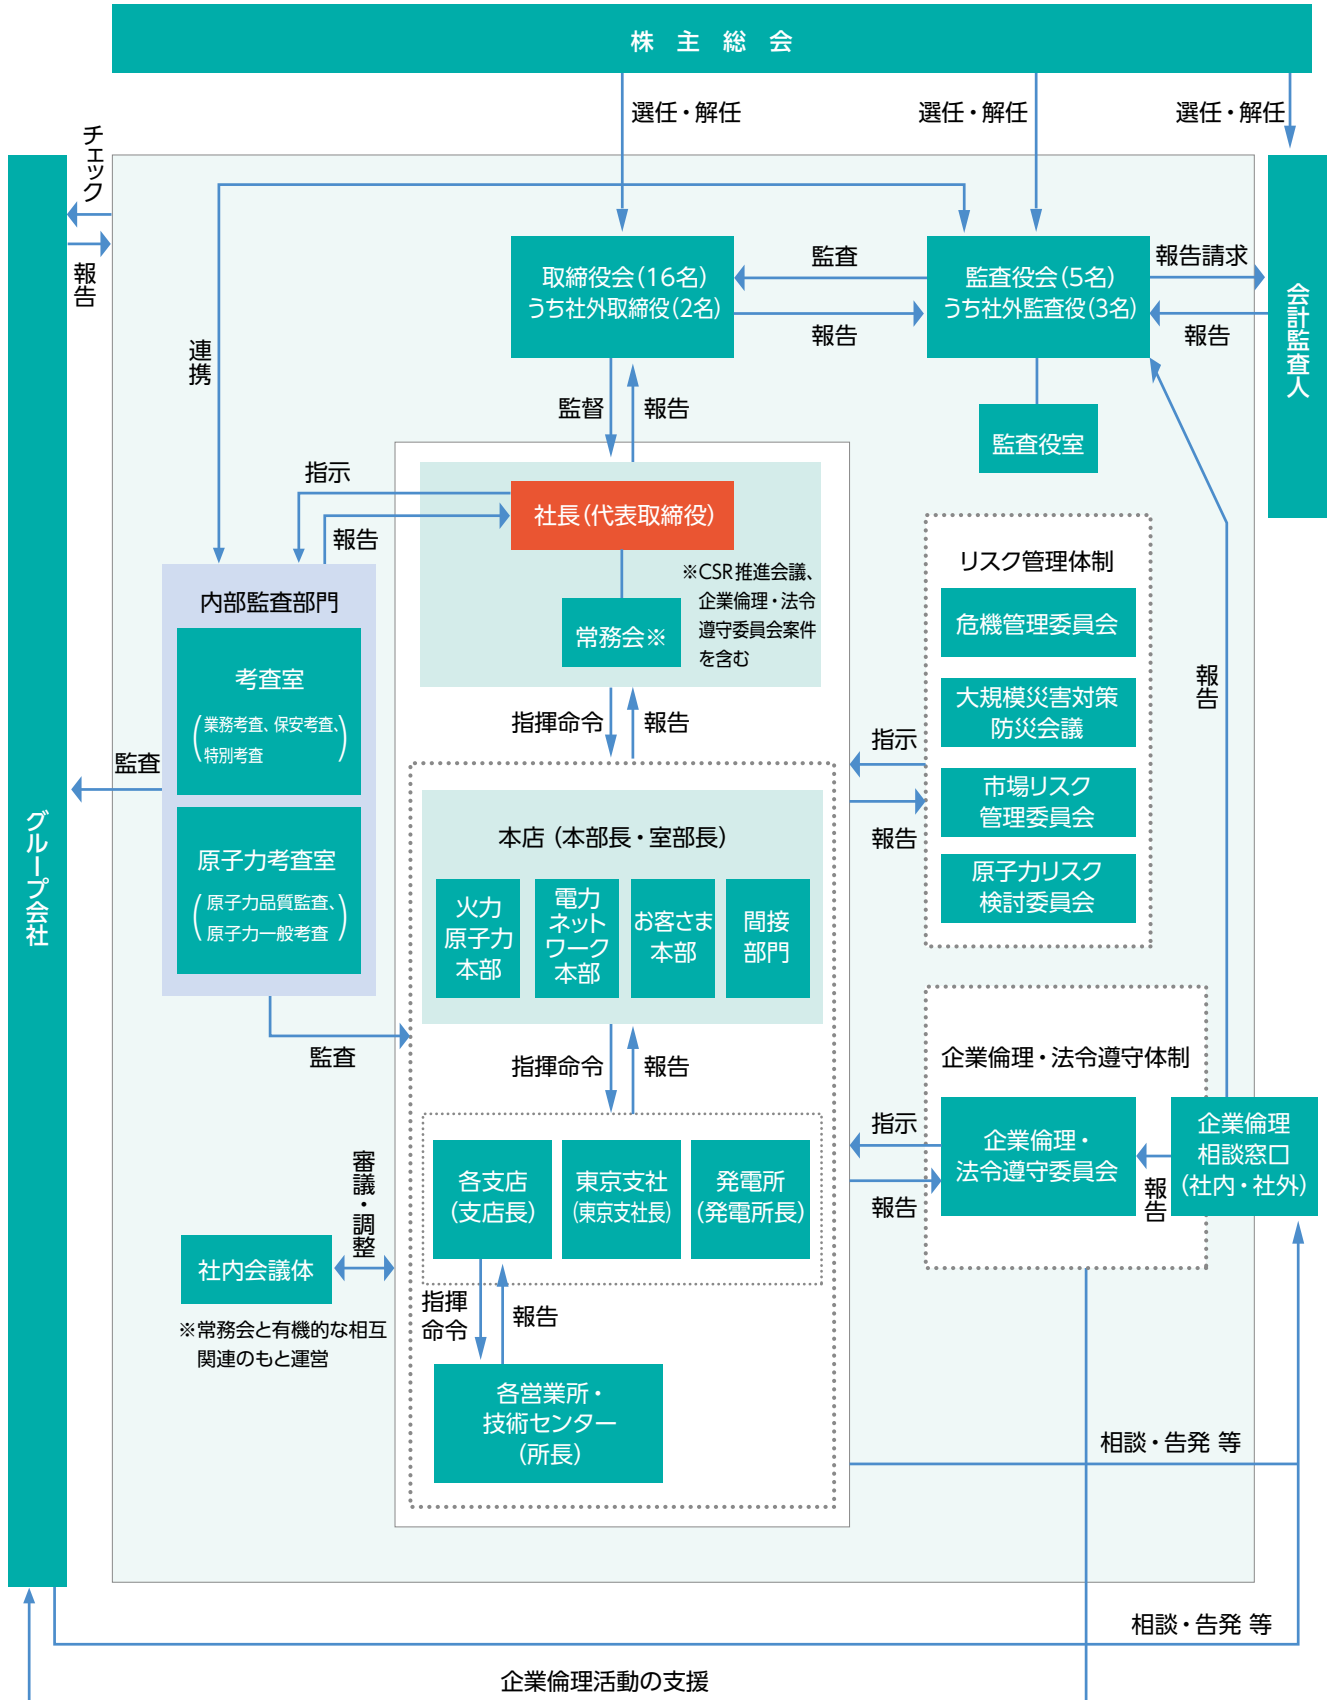 株主総会
選任・解任
選任・解任
選任・解任
チェック
報告
グループ会社
連携
取締役会(16名)
うち社外取締役(2名)
監査
報告
監査役会(5名)
うち社外監査役(3名)
報告請求
報告
会計監査人
監査役室
監督
報告
指示
報告
社長(代表取締役)
常務会※
※CSR推進会議、
企業倫理・法令
遵守委員会案件
を含む
内部監査部門
考査室
(業務考査、保安考査、
特別考査)
原子力考査室
(原子力品質監査、
原子力一般考査)
監査
監査
指揮命令
報告
本店(本部長・室部長)
火力
原子力
本部
電力
ネット
ワーク
本部
お客さま
本部
間接
部門
指揮命令
報告
各支店
(支店長)
東京支社
(東京支社長)
発電所
(発電所長)
指揮
命令
報告
各営業所・
技術センター
(所長)
審議・調整
社内会議体
※常務会と有機的な相互
関連のもと運営
リスク管理体制
危機管理委員会
大規模災害対策
防災会議
市場リスク
管理委員会
原子力リスク
検討委員会
指示
報告
報告
企業倫理・法令遵守体制
企業倫理・
法令遵守委員会
指示
報告
報告
企業倫理
相談窓口
(社内・社外)
相談・告発 等
相談・告発 等
企業倫理活動の支援